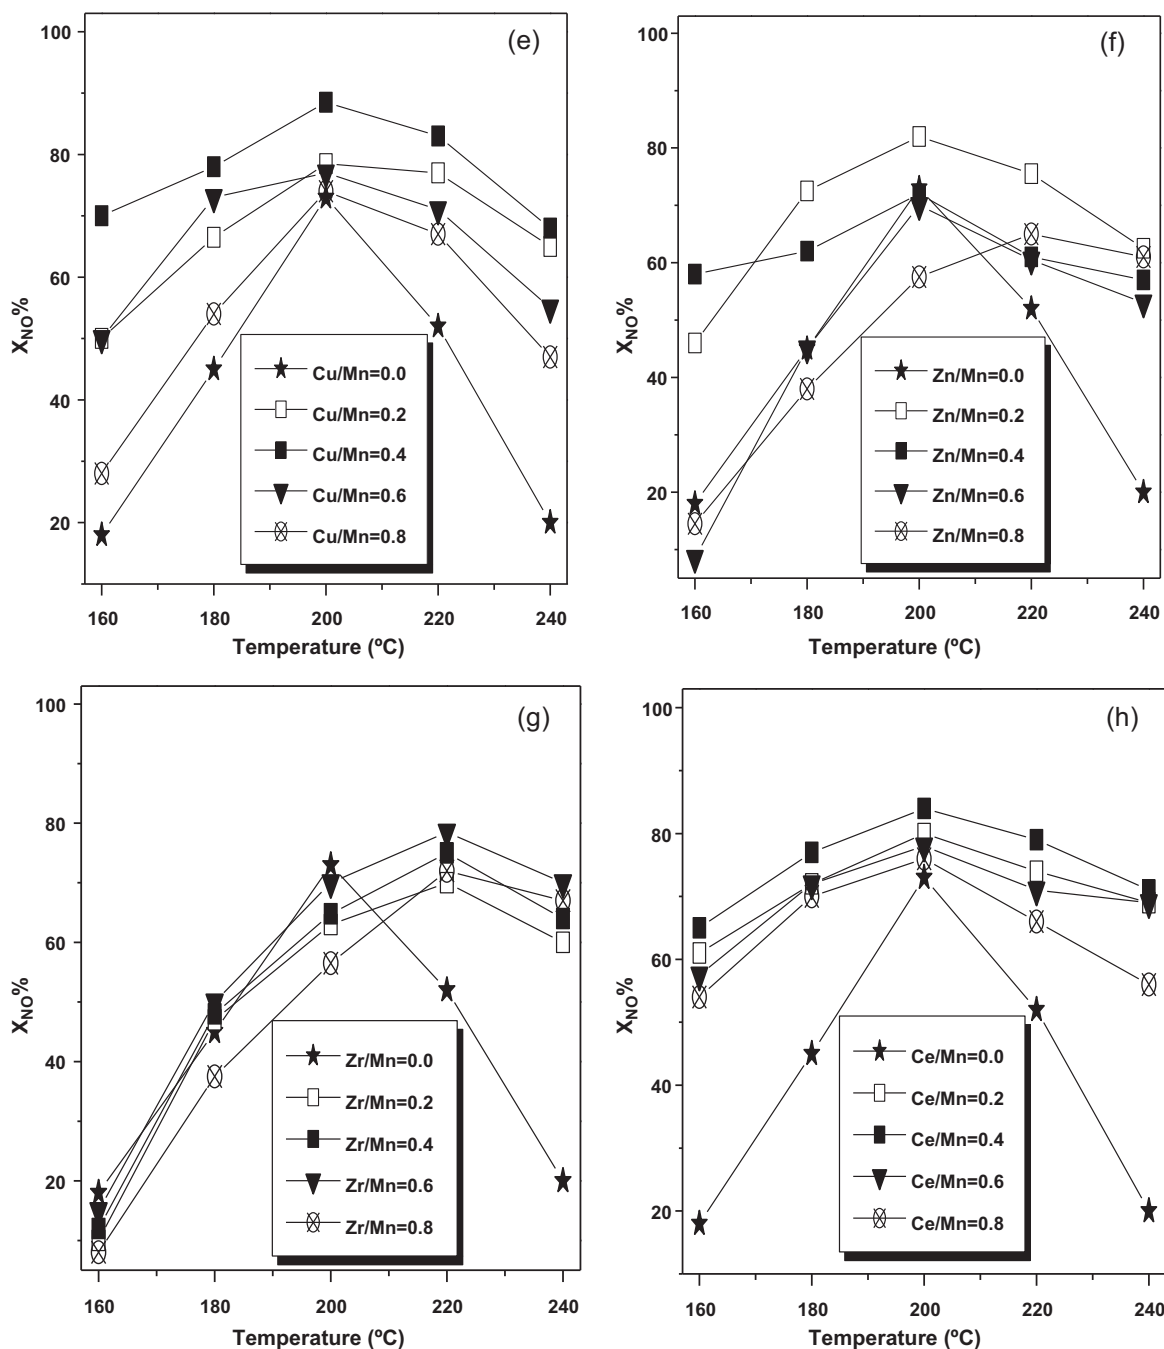 (e)
100
80
60
40
20
X_NO%
Cu/Mn=0.0
Cu/Mn=0.2
Cu/Mn=0.4
Cu/Mn=0.6
Cu/Mn=0.8
160 180 200 220 240
Temperature (ºC)
(f)
100
80
60
40
20
X_NO%
Zn/Mn=0.0
Zn/Mn=0.2
Zn/Mn=0.4
Zn/Mn=0.6
Zn/Mn=0.8
160 180 200 220 240
Temperature (ºC)
(g)
100
80
60
40
20
X_NO%
Zr/Mn=0.0
Zr/Mn=0.2
Zr/Mn=0.4
Zr/Mn=0.6
Zr/Mn=0.8
160 180 200 220 240
Temperature (ºC)
(h)
100
80
60
40
20
X_NO%
Ce/Mn=0.0
Ce/Mn=0.2
Ce/Mn=0.4
Ce/Mn=0.6
Ce/Mn=0.8
160 180 200 220 240
Temperature (ºC)